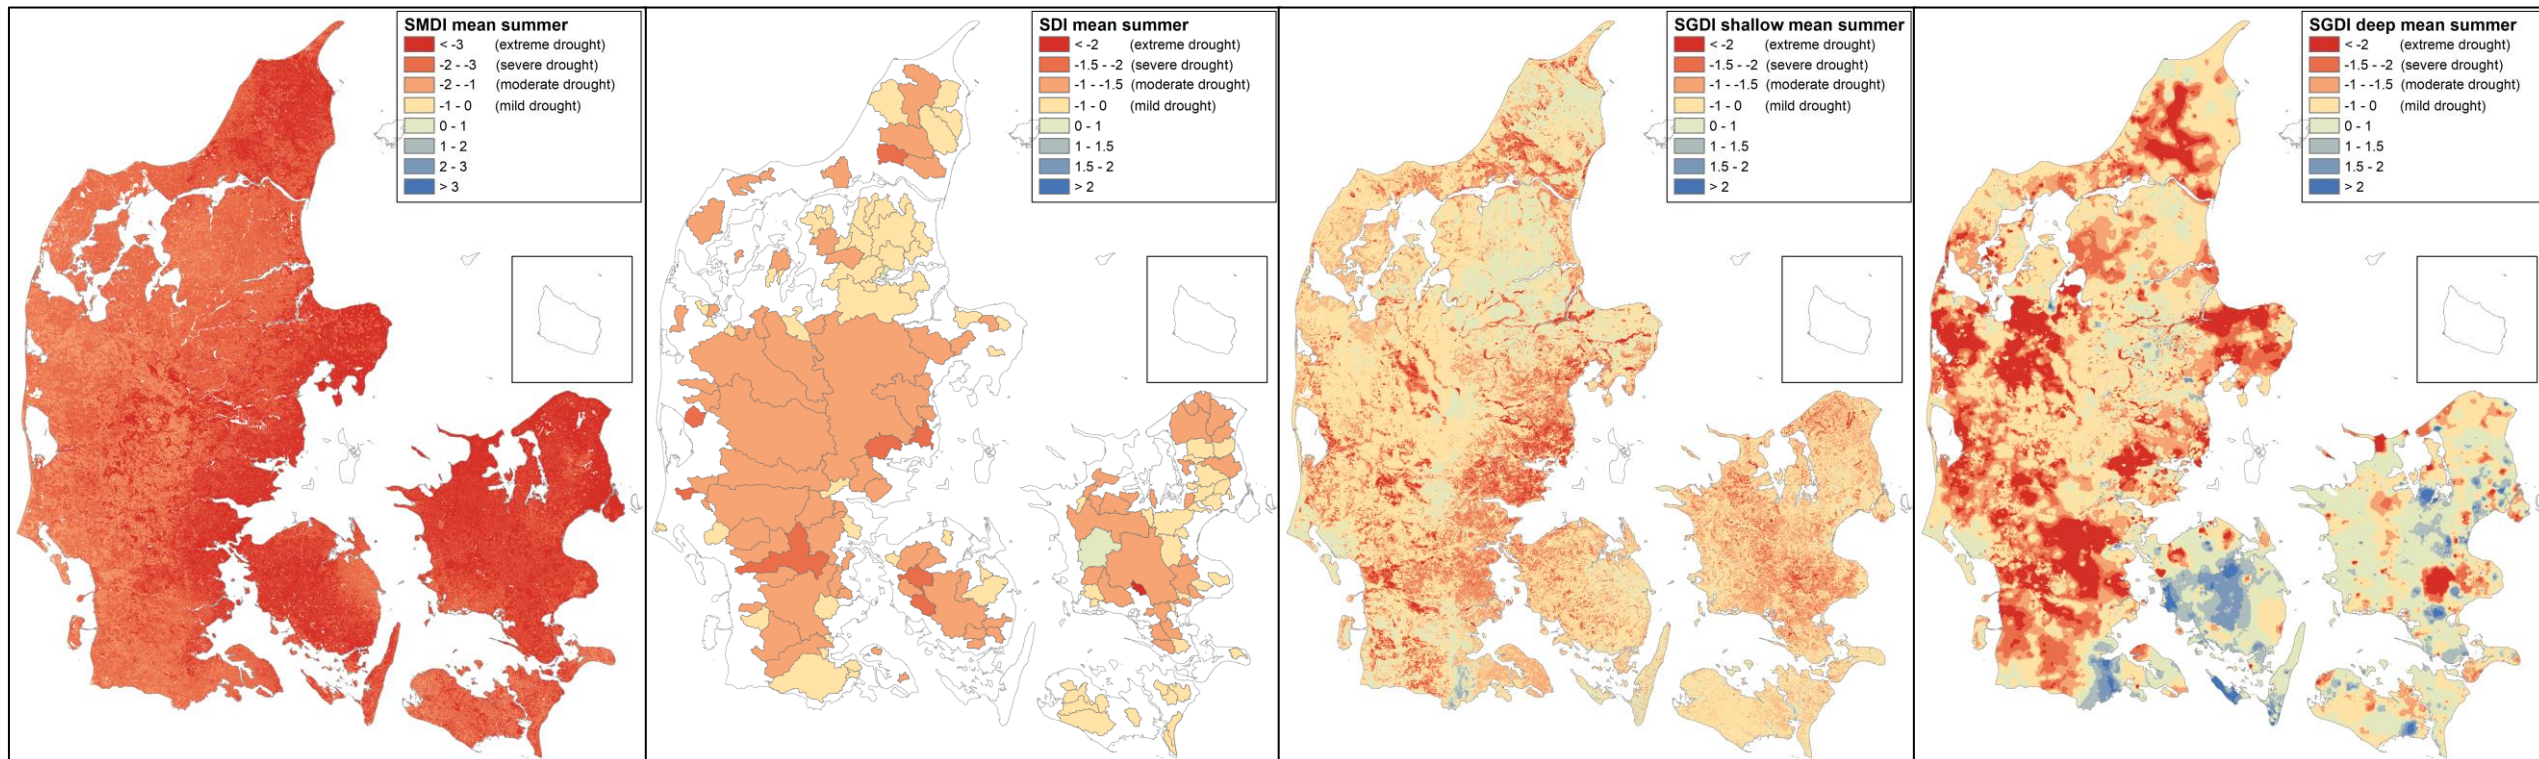 SMDI mean summer
< -3 (extreme drought)
-2 - -3 (severe drought)
-2 - -1 (moderate drought)
-1 - 0 (mild drought)
0 - 1
1 - 2
2 - 3
> 3
SDI mean summer
< -2 (extreme drought)
-1.5 - -2 (severe drought)
-1 - -1.5 (moderate drought)
-1 - 0 (mild drought)
0 - 1
1 - 1.5
1.5 - 2
> 2
SGDI shallow mean summer
< -2 (extreme drought)
-1.5 - -2 (severe drought)
-1 - -1.5 (moderate drought)
-1 - 0 (mild drought)
0 - 1
1 - 1.5
1.5 - 2
> 2
SGDI deep mean summer
< -2 (extreme drought)
-1.5 - -2 (severe drought)
-1 - -1.5 (moderate drought)
-1 - 0 (mild drought)
0 - 1
1 - 1.5
1.5 - 2
> 2